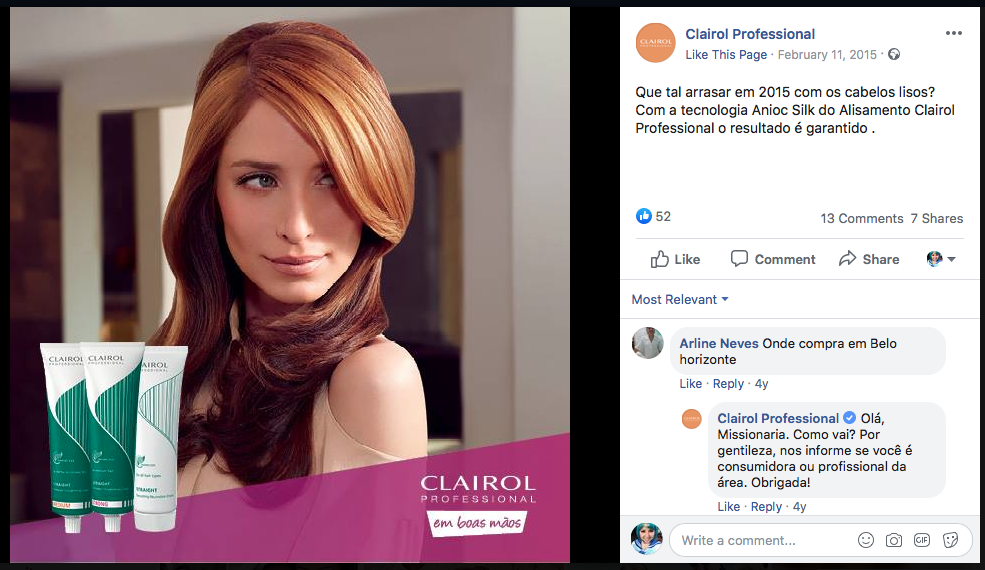 CLAIROL
PROFESSIONAL
CLAIROL
PROFESSIONAL
AIROL
STRAIGHT
MEDIUM
STRONG
CLAIROL
PROFESSIONAL
em boas mãos
CLAIROL
PROFESSIONAL
Clairol Professional
Like This Page · February 11, 2015 ·
Que tal arrasar em 2015 com os cabelos lisos?
Com a tecnologia Anioc Silk do Alisamento Clairol
Professional o resultado é garantido .
52
13 Comments 7 Shares
Like Comment Share
Most Relevant
Arline Neves Onde compra em Belo
horizonte
Like · Reply · 4y
Clairol Professional Olá,
Missionaria. Como vai? Por
gentileza, nos informe se você é
consumidora ou profissional da
área. Obrigada!
Like · Reply · 4y
Write a comment...
GIF